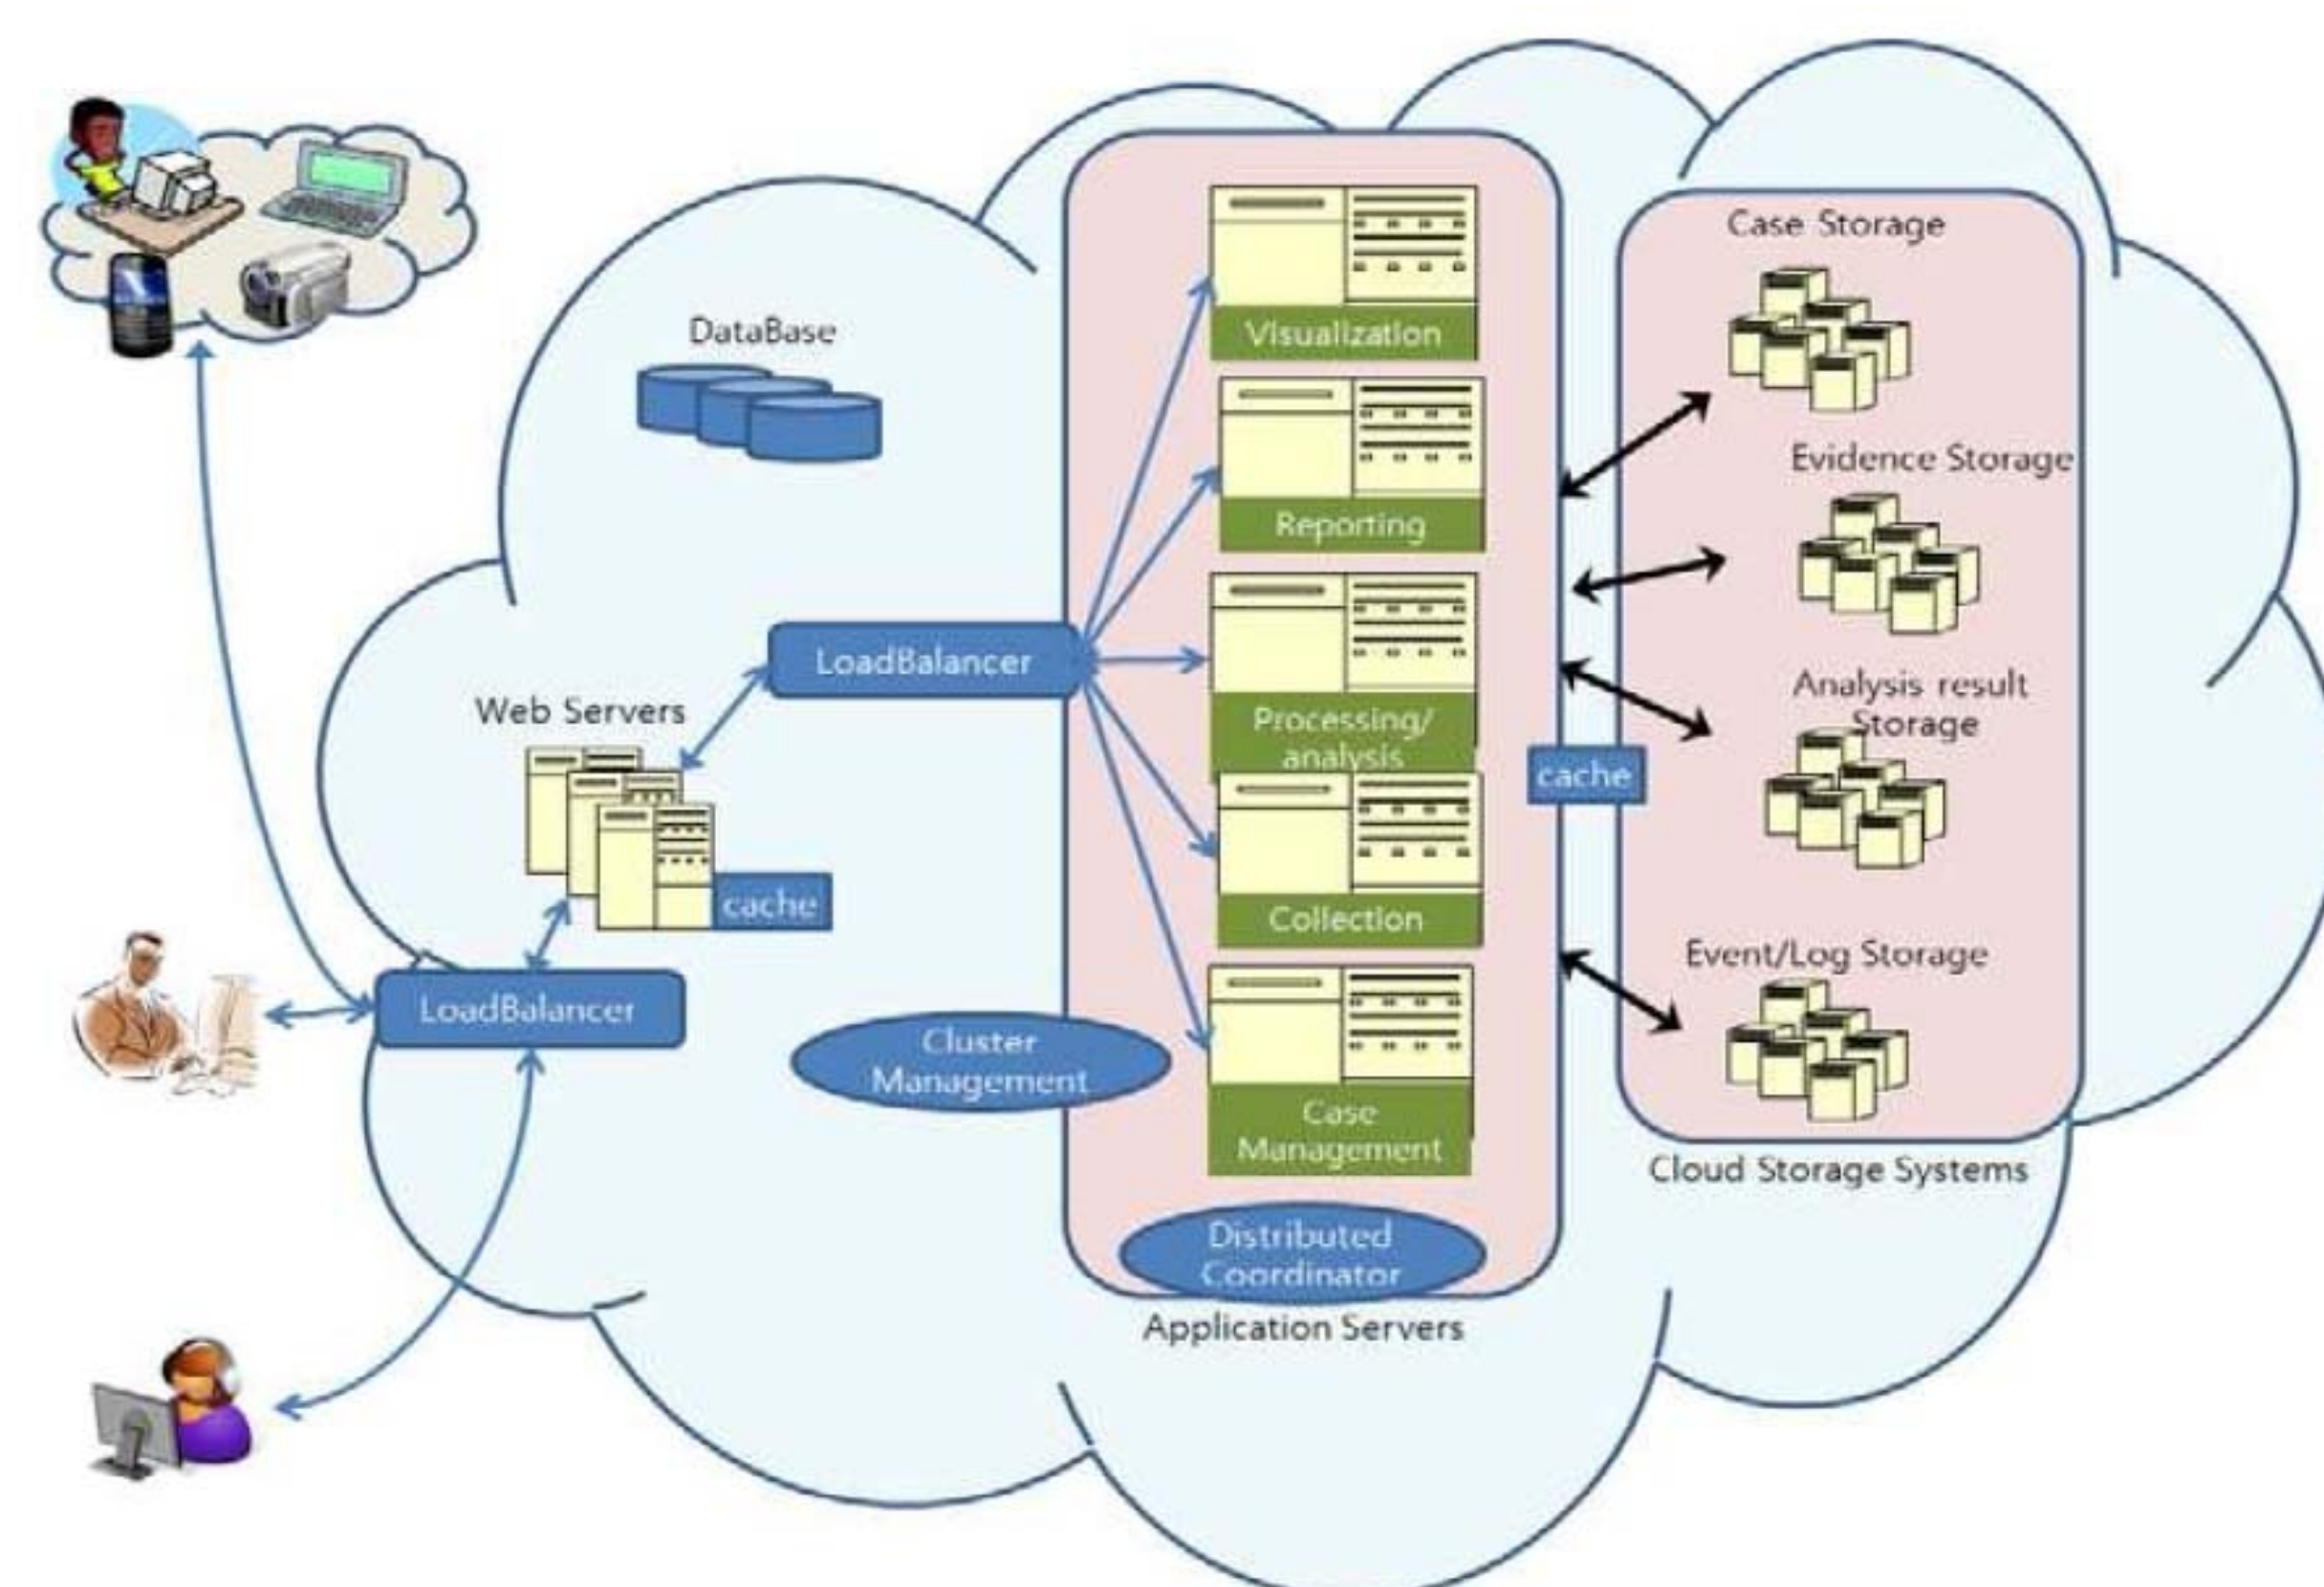 DataBase
Web Servers
cache
LoadBalancer
LoadBalancer
Cluster
Management
Visualization
Reporting
Processing/
analysis
Collection
Case
Management
Distributed
Coordinator
Application Servers
cache
Case Storage
Evidence Storage
Analysis result
Storage
Event/Log Storage
Cloud Storage Systems